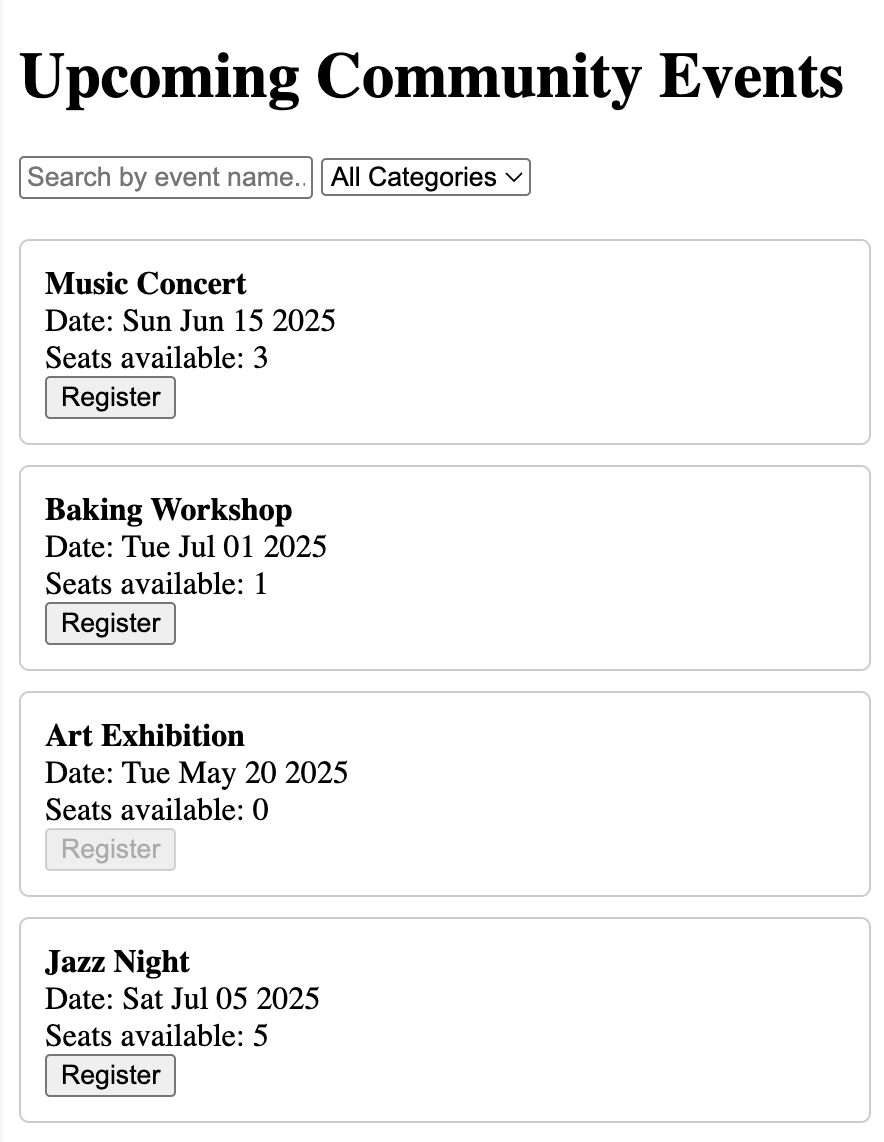 Upcoming Community Events
Search by event name..
All Categories
Music Concert
Date: Sun Jun 15 2025
Seats available: 3
Register
Baking Workshop
Date: Tue Jul 01 2025
Seats available: 1
Register
Art Exhibition
Date: Tue May 20 2025
Seats available: 0
Register
Jazz Night
Date: Sat Jul 05 2025
Seats available: 5
Register